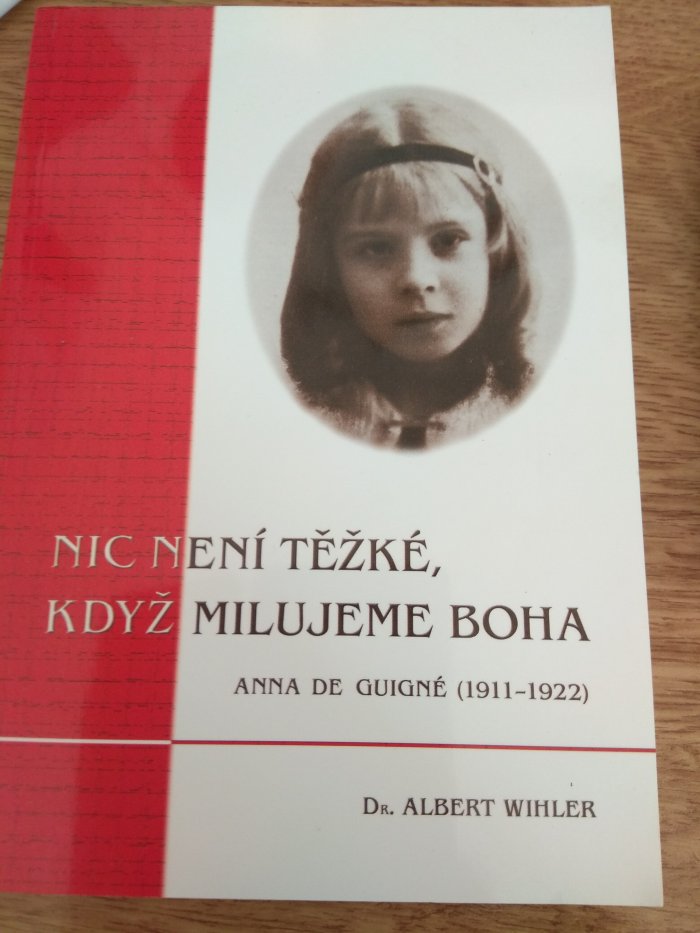 NIC NENÍ TĚŽKÉ,
KDYŽ MILUJEME BOHA
ANNA DE GUIGNÉ (1911–1922)
DR. ALBERT WIHLER